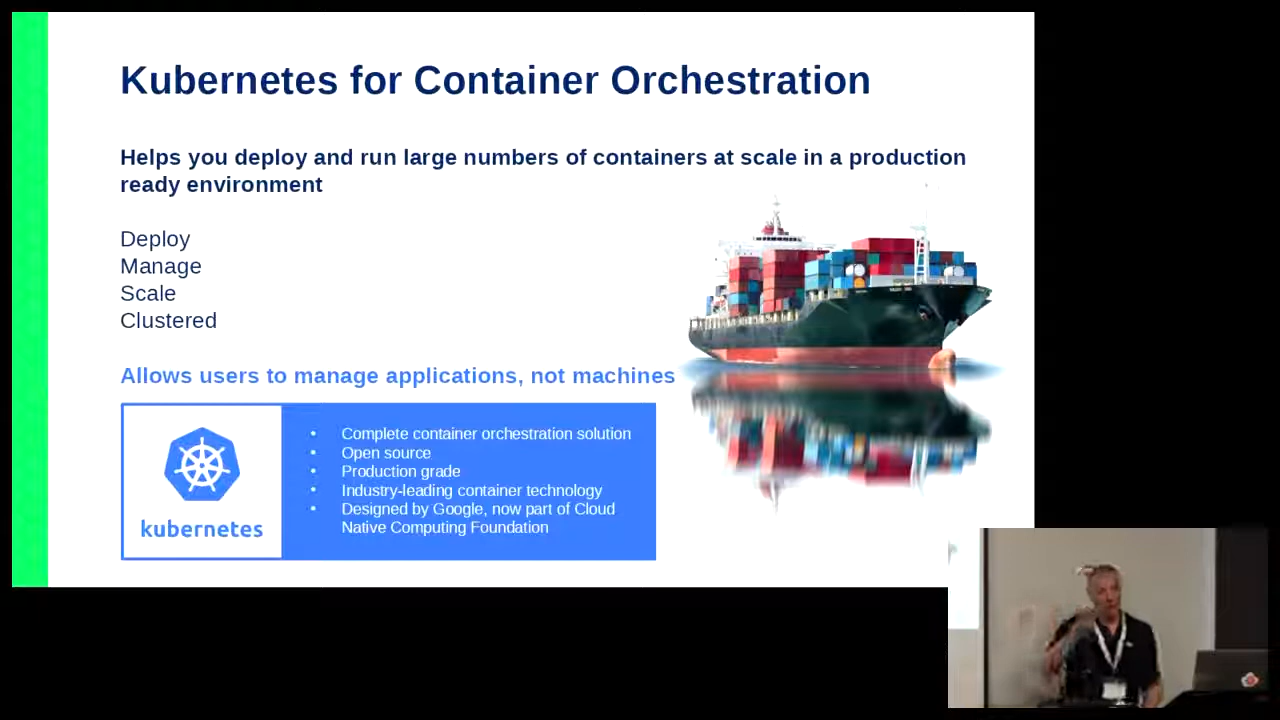 Kubernetes for Container Orchestration
Helps you deploy and run large numbers of containers at scale in a production
ready environment
Deploy
Manage
Scale
Clustered
Allows users to manage applications, not machines
kubernetes
• Complete container orchestration solution
• Open source
• Production grade
• Industry-leading container technology
• Designed by Google, now part of Cloud
Native Computing Foundation